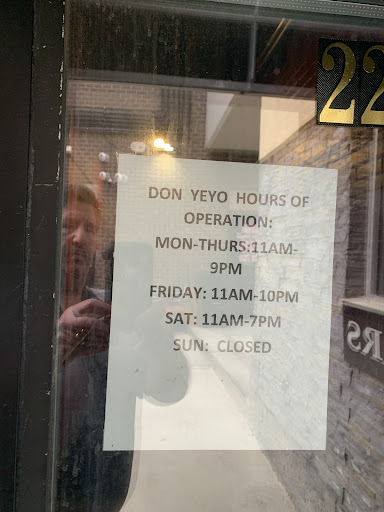 22
DON YEYO HOURS OF
OPERATION:
MON-THURS:11AM-
9PM
FRIDAY: 11AM-10PM
SAT: 11AM-7PM
SUN: CLOSED